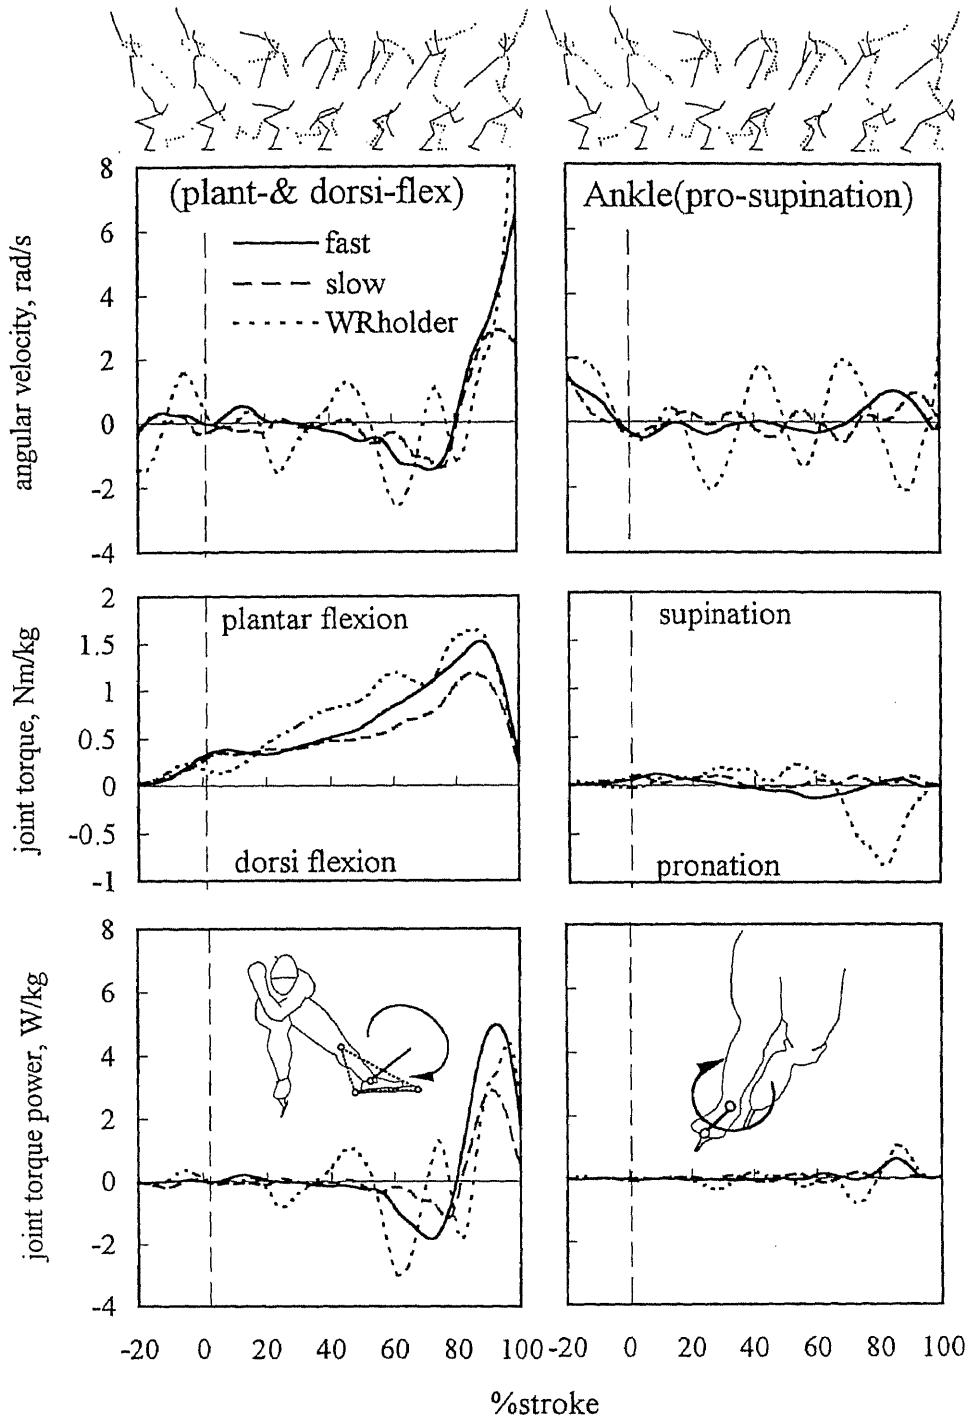 8
6
4
2
0
-2
-4
angular velocity, rad/s
(plant-& dorsi-flex)
fast
slow
WRholder
Ankle(pro-supination)
2
1.5
1
0.5
0
-0.5
-1
joint torque, Nm/kg
plantar flexion
dorsi flexion
supination
pronation
8
6
4
2
0
-2
-4
joint torque power, W/kg
-20 0 20 40 60 80 100 -20 0 20 40 60 80 100
%stroke